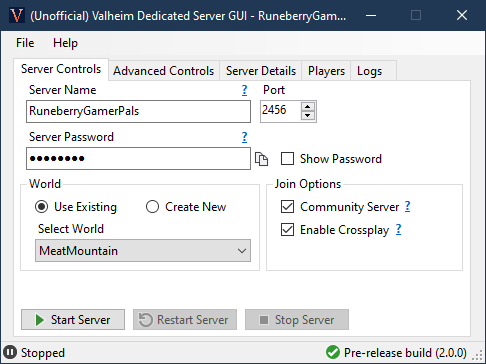 (Unofficial) Valheim Dedicated Server GUI - RuneberryGam...
File Help
Server Controls Advanced Controls Server Details Players Logs
Server Name ? Port
RuneberryGamerPals 2456
Server Password ?
●●●●●●●● Show Password
World Join Options
Use Existing Create New Community Server ?
Select World Enable Crossplay ?
MeatMountain
Start Server Restart Server Stop Server
Stopped Pre-release build (2.0.0)